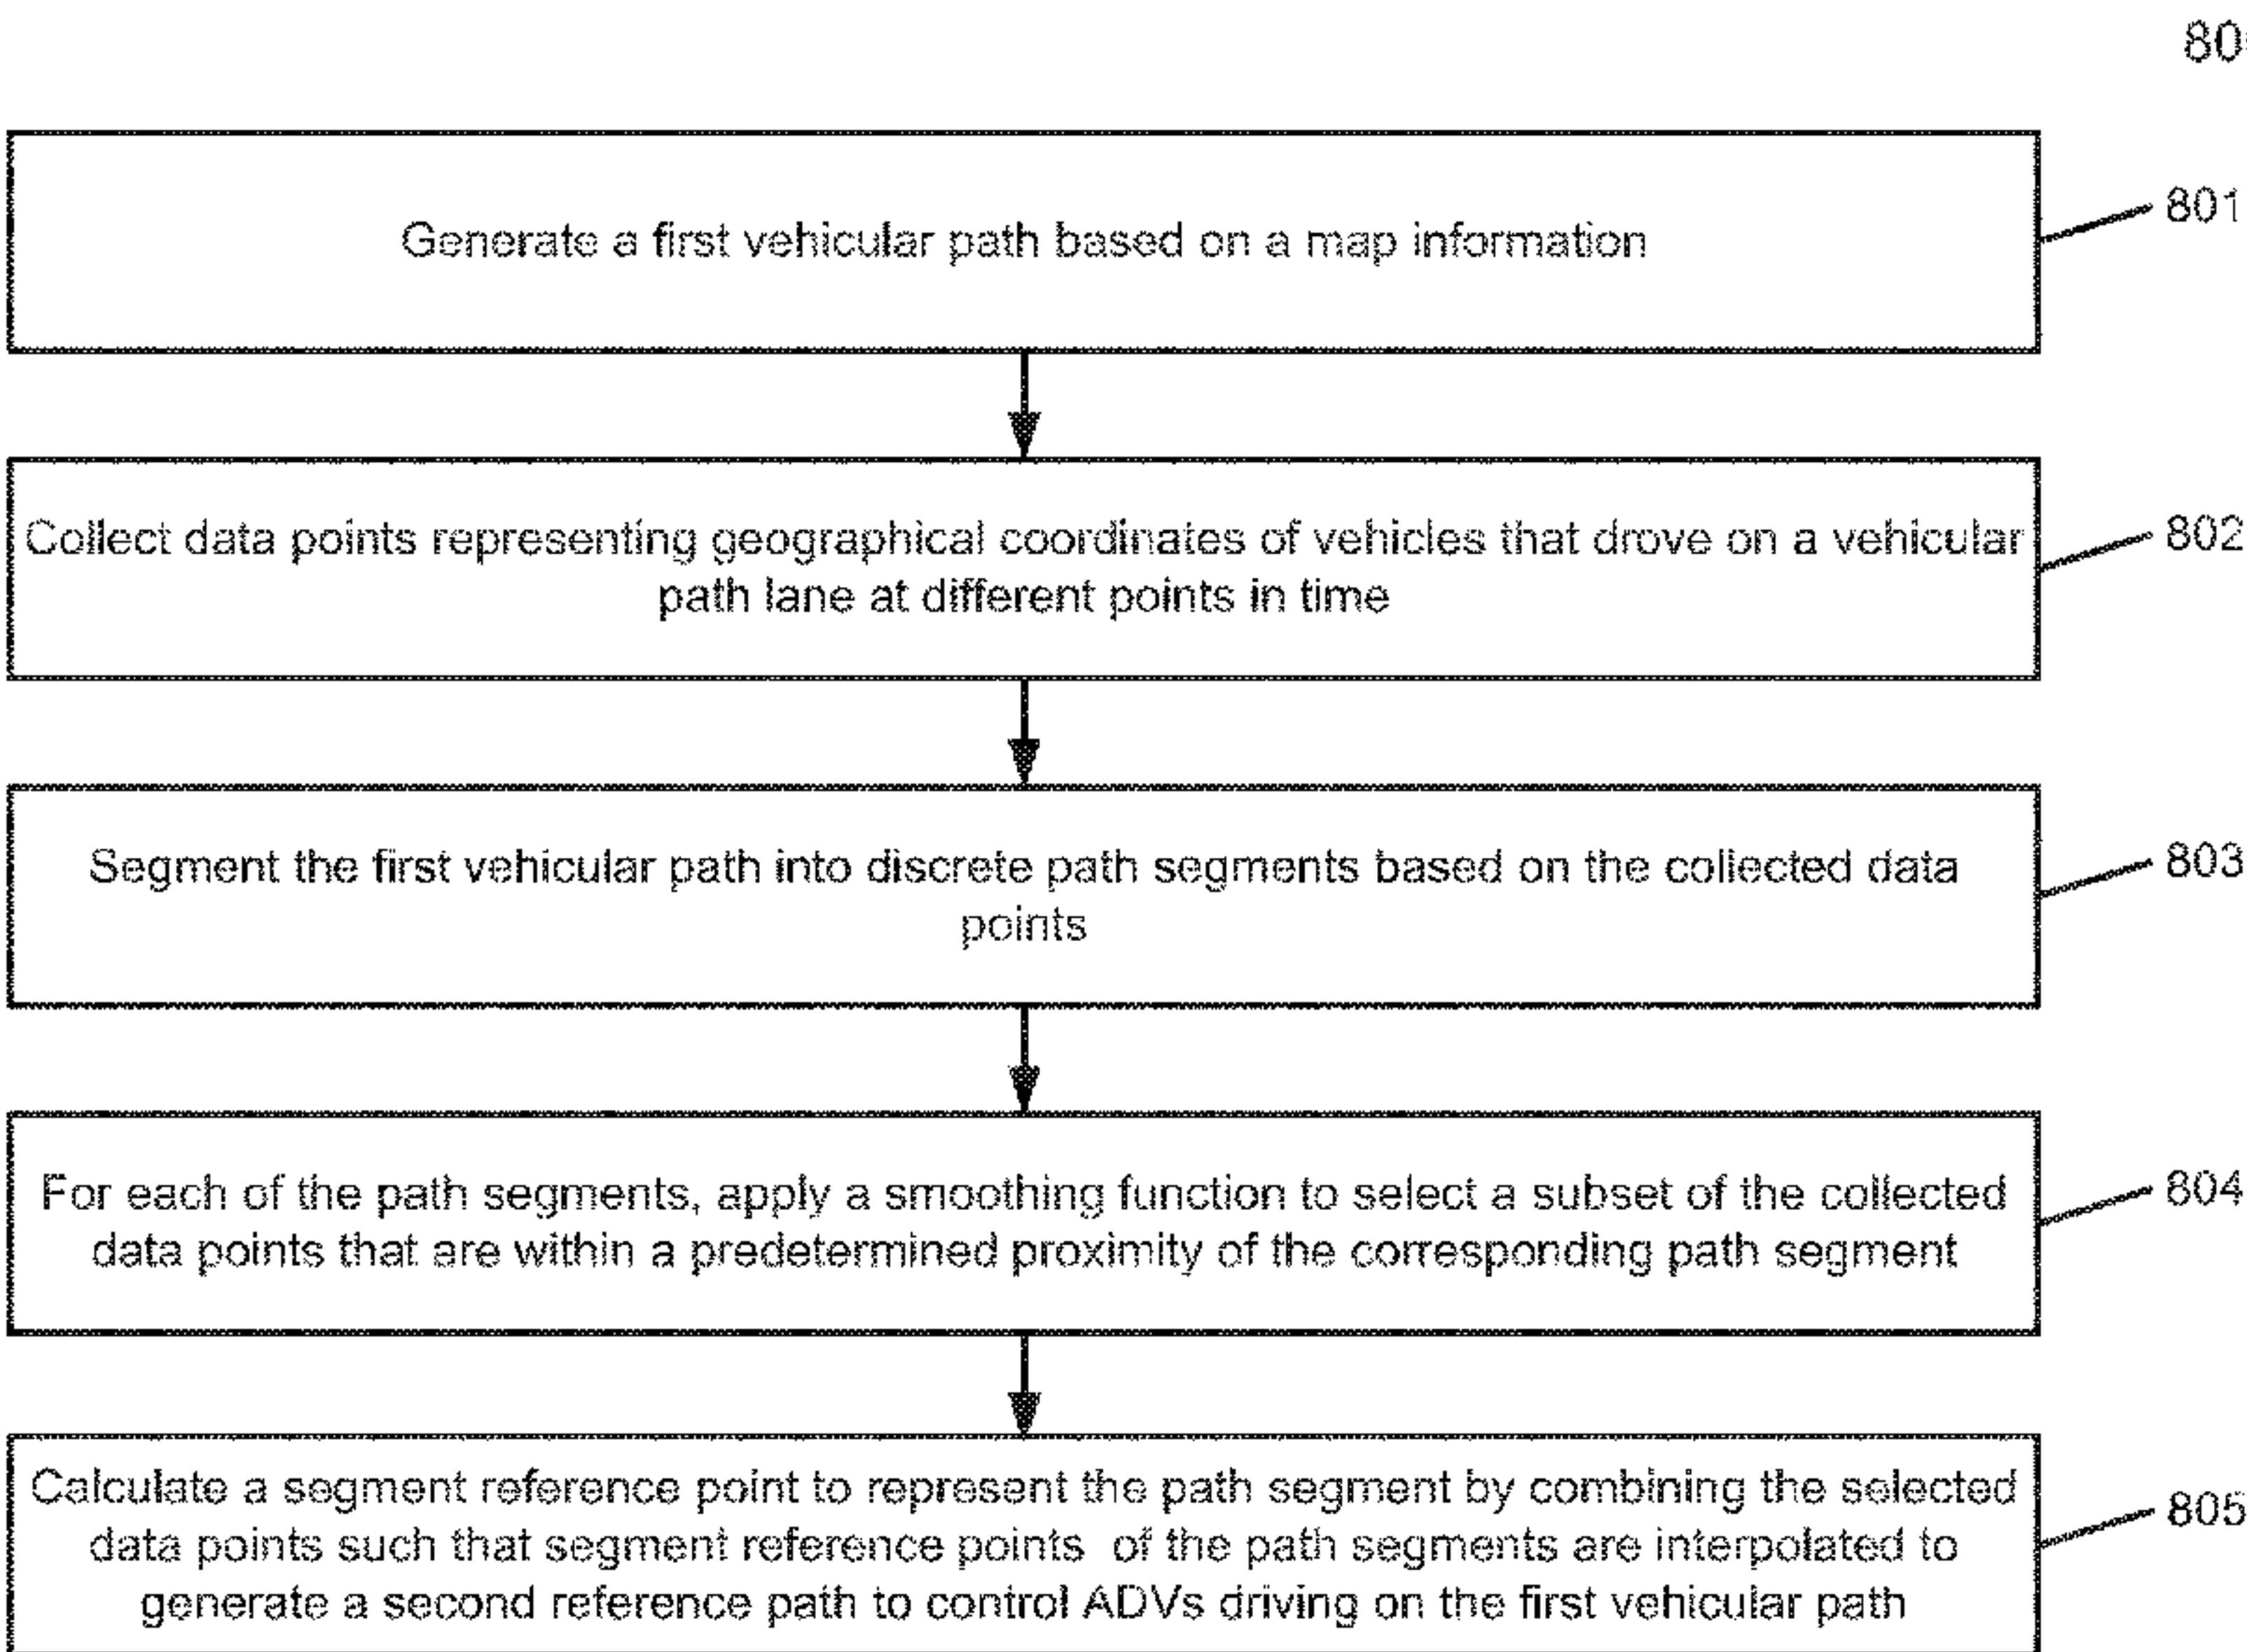 80
Generate a first vehicular path based on a map information
801
Collect data points representing geographical coordinates of vehicles that drove on a vehicular
path lane at different points in time
802
Segment the first vehicular path into discrete path segments based on the collected data
points
803
For each of the path segments, apply a smoothing function to select a subset of the collected
data points that are within a predetermined proximity of the corresponding path segment
804
Calculate a segment reference point to represent the path segment by combining the selected
data points such that segment reference points of the path segments are interpolated to
generate a second reference path to control ADVs driving on the first vehicular path
805